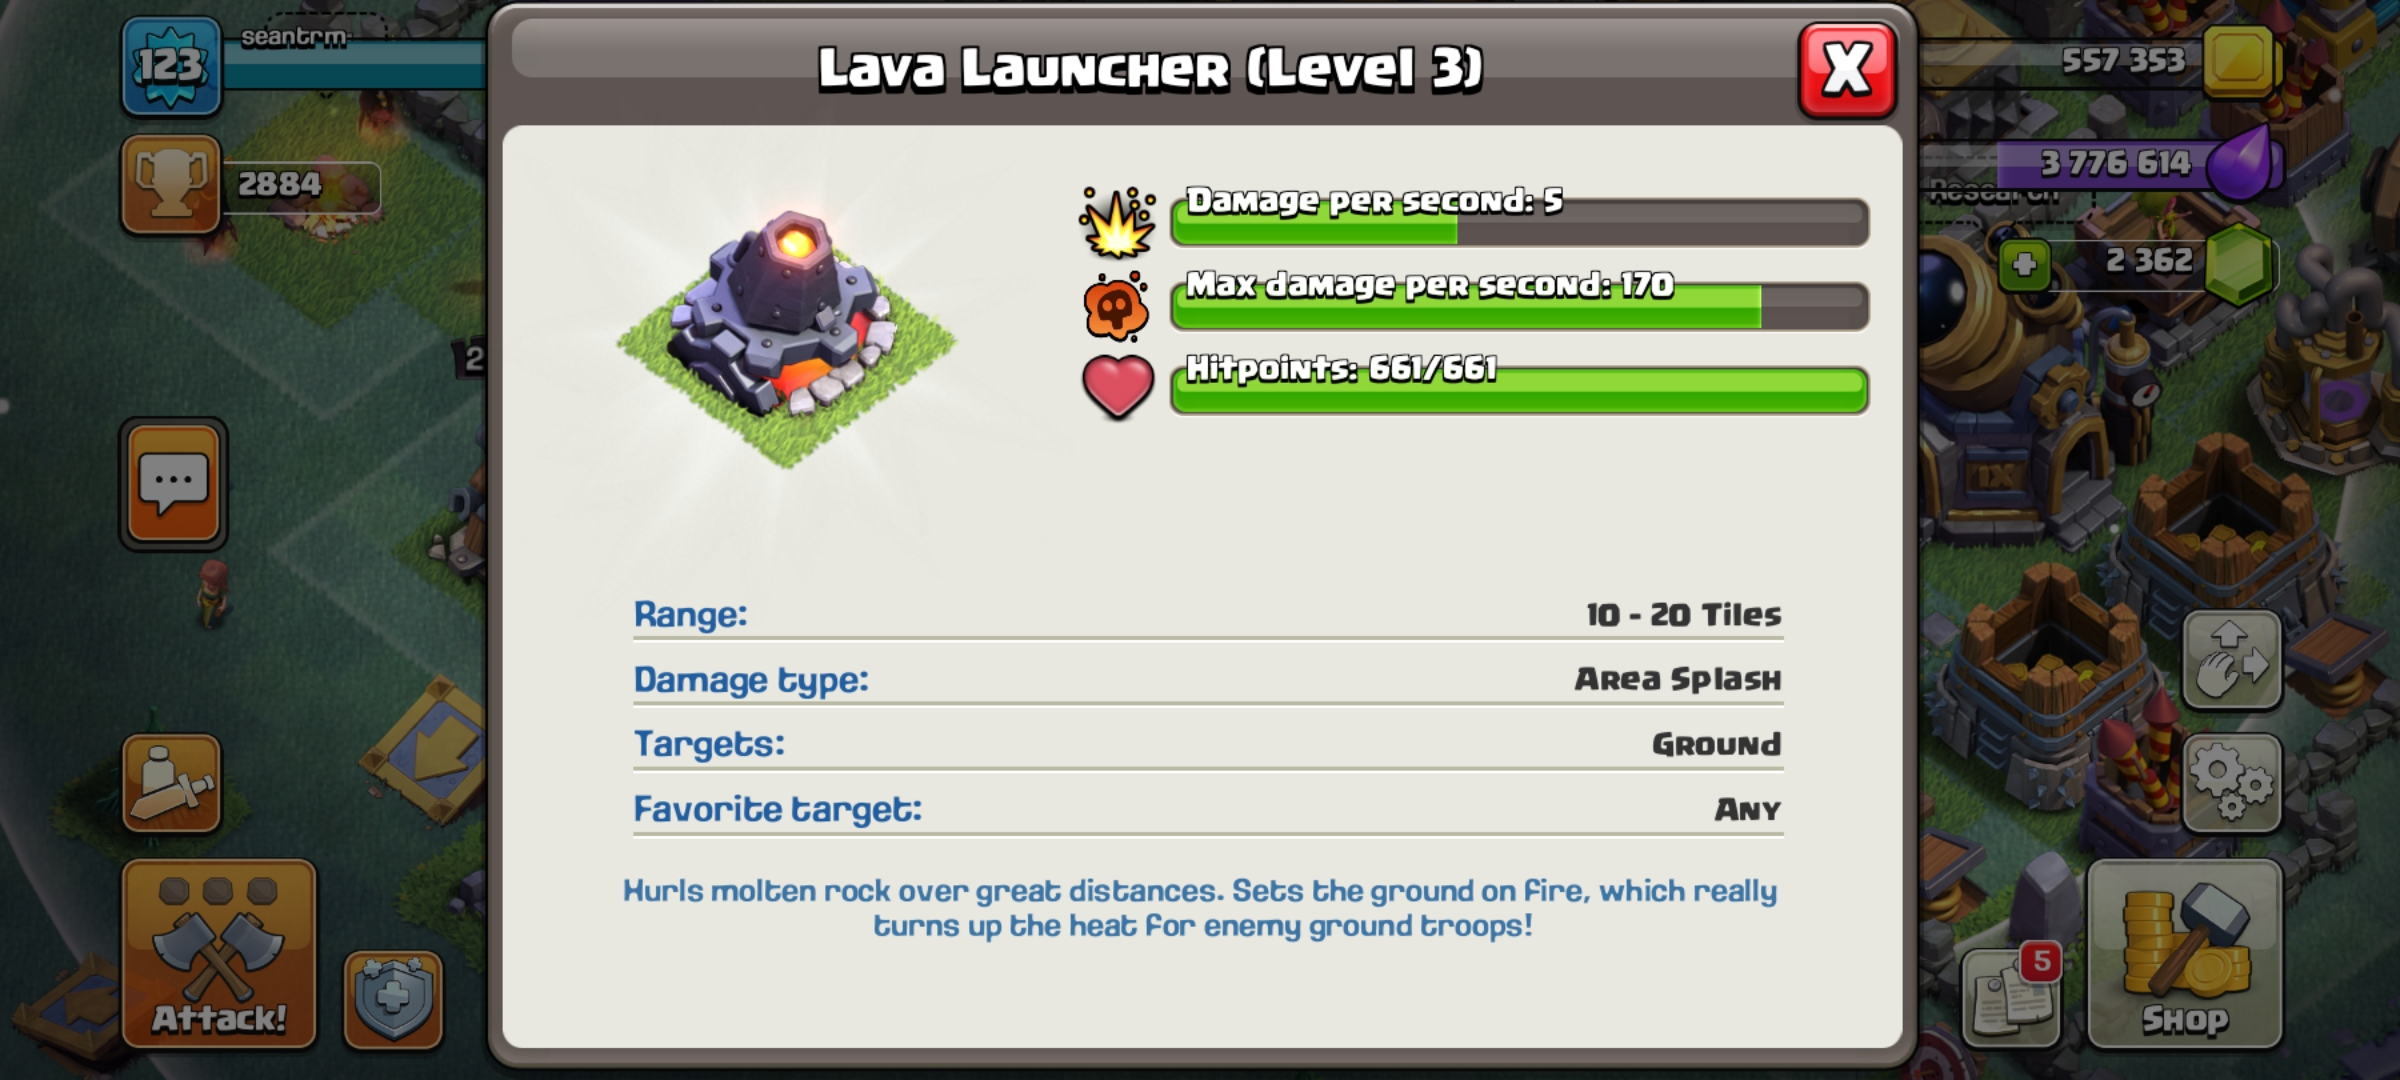 123
seantrm
2884
2
Attack!
Lava Launcher (Level 3)
X
Damage per second: 5
Max damage per second: 170
Hitpoints: 661/661
Range:
10 - 20 Tiles
Damage type:
Area Splash
Targets:
Ground
Favorite target:
Any
Hurls molten rock over great distances. Sets the ground on fire, which really
turns up the heat for enemy ground troops!
557 353
3 776 614
Research
2 362
IX
5
Shop